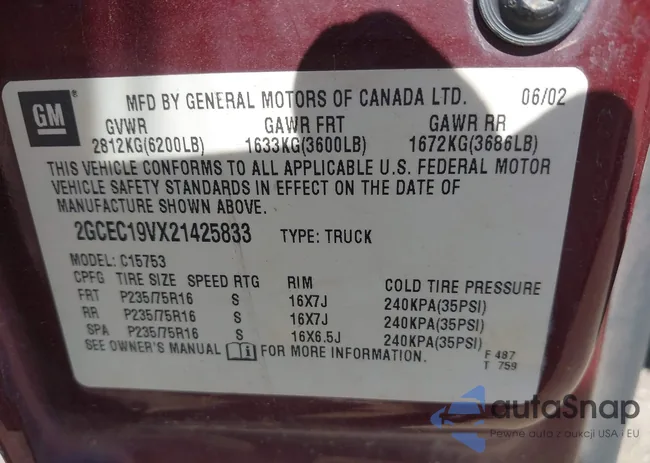 GM ® MFD BY GENERAL MOTORS OF CANADA LTD. 06/02
GVWR GAWR FRT GAWR RR
2812KG(6200LB) 1633KG(3600LB) 1672KG(3686LB)
THIS VEHICLE CONFORMS TO ALL APPLICABLE U.S. FEDERAL MOTOR
VEHICLE SAFETY STANDARDS IN EFFECT ON THE DATE OF
MANUFACTURE SHOWN ABOVE.
2GCEC19VX21425833 TYPE: TRUCK
MODEL: C15753
CPFG TIRE SIZE SPEED RTG RIM COLD TIRE PRESSURE
FRT P235/75R16 S 16X7J 240KPA(35PSI)
RR P235/75R16 S 16X7J 240KPA(35PSI)
SPA P235/75R16 S 16X6.5J 240KPA(35PSI)
SEE OWNER'S MANUAL FOR MORE INFORMATION.
F 487
T 759
autaSnap
Pewne auta z aukcji USA i EU